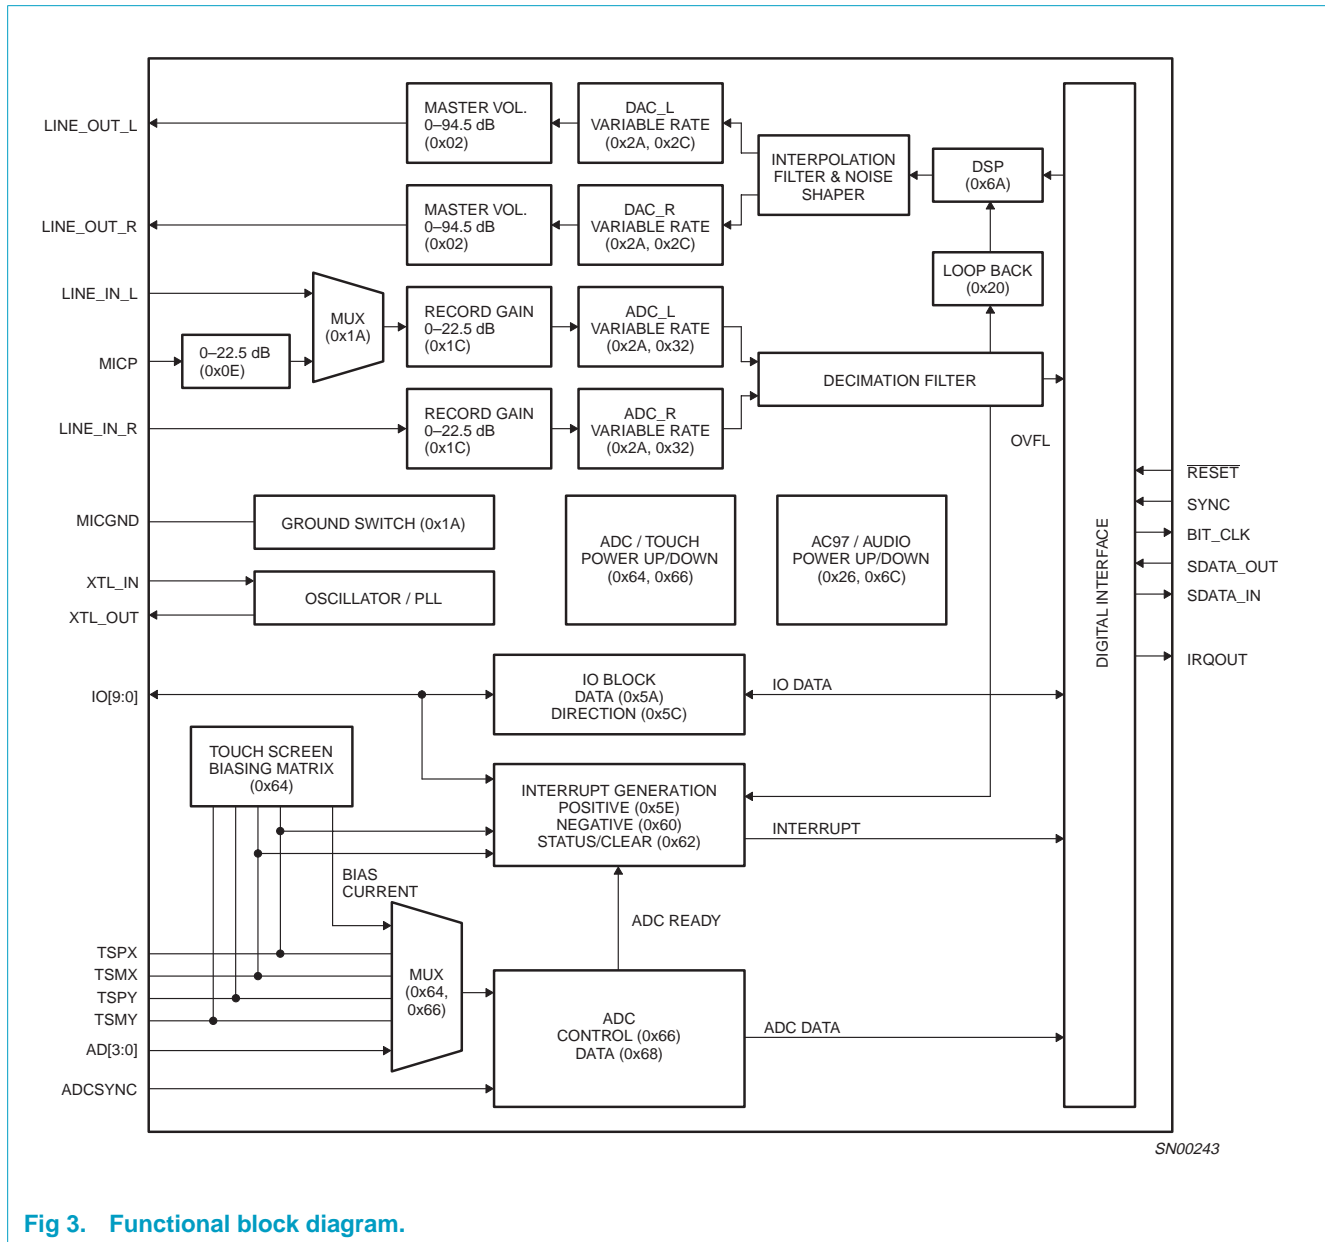 LINE_OUT_L
MASTER VOL.
0–94.5 dB
(0x02)
DAC_L
VARIABLE RATE
(0x2A, 0x2C)
INTERPOLATION
FILTER & NOISE
SHAPER
DSP
(0x6A)
LINE_OUT_R
MASTER VOL.
0–94.5 dB
(0x02)
DAC_R
VARIABLE RATE
(0x2A, 0x2C)
LOOP BACK
(0x20)
LINE_IN_L
MUX
(0x1A)
RECORD GAIN
0–22.5 dB
(0x1C)
ADC_L
VARIABLE RATE
(0x2A, 0x32)
MICP
0–22.5 dB
(0x0E)
DECIMATION FILTER
LINE_IN_R
RECORD GAIN
0–22.5 dB
(0x1C)
ADC_R
VARIABLE RATE
(0x2A, 0x32)
OVFL
RESET
SYNC
BIT_CLK
SDATA_OUT
SDATA_IN
IRQOUT
DIGITAL INTERFACE
MICGND
GROUND SWITCH (0x1A)
ADC / TOUCH
POWER UP/DOWN
(0x64, 0x66)
AC97 / AUDIO
POWER UP/DOWN
(0x26, 0x6C)
XTL_IN
XTL_OUT
OSCILLATOR / PLL
IO[9:0]
IO BLOCK
DATA (0x5A)
DIRECTION (0x5C)
IO DATA
TOUCH SCREEN
BIASING MATRIX
(0x64)
INTERRUPT GENERATION
POSITIVE (0x5E)
NEGATIVE (0x60)
STATUS/CLEAR (0x62)
INTERRUPT
BIAS
CURRENT
ADC READY
TSPX
TSMX
TSPY
TSMY
AD[3:0]
ADCSYNC
MUX
(0x64,
0x66)
ADC
CONTROL (0x66)
DATA (0x68)
ADC DATA
SN00243
Fig 3. Functional block diagram.